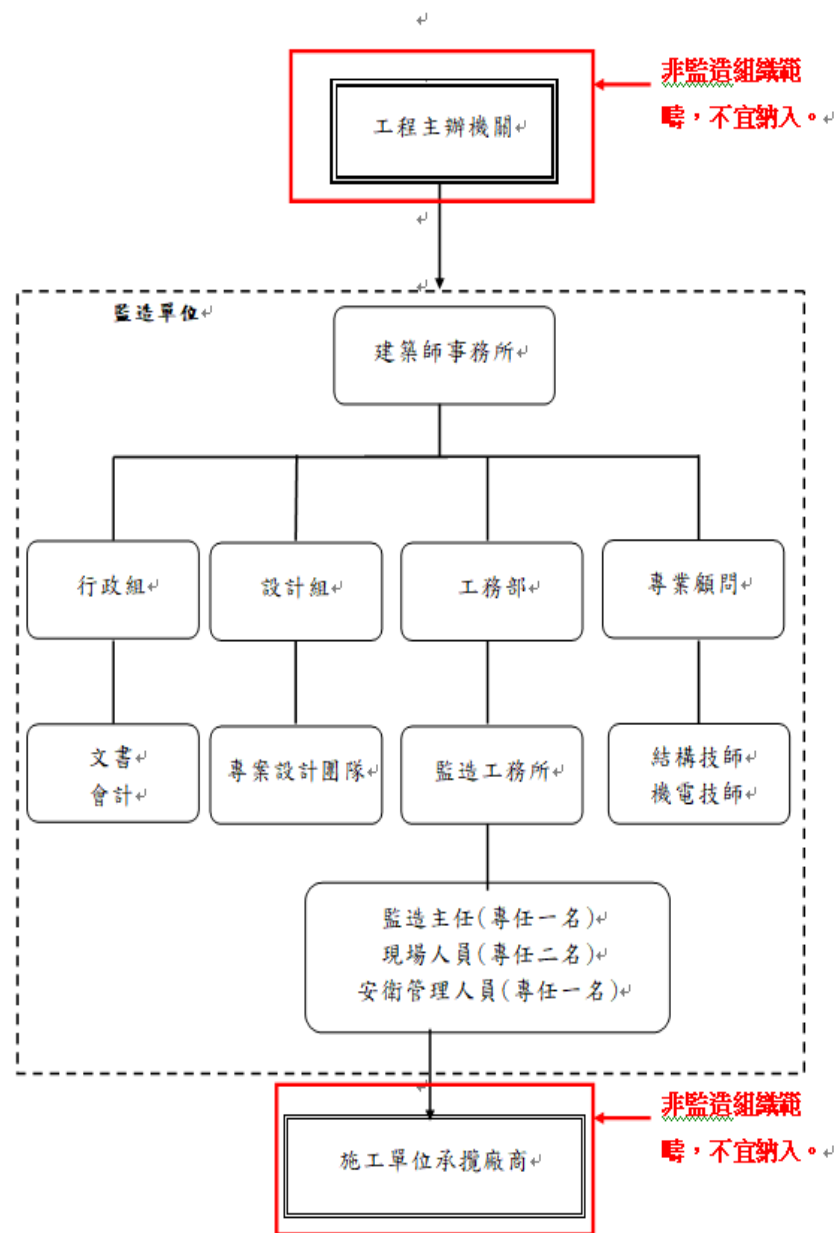 非監造組織範
疇，不宜納入。
工程主辦機關
監造單位
建築師事務所
行政組
設計組
工務部
專業顧問
文書
會計
專案設計團隊
監造工務所
結構技師
機電技師
監造主任(專任一名)
現場人員(專任二名)
安衛管理人員(專任一名)
非監造組織範
疇，不宜納入。
施工單位承攬廠商